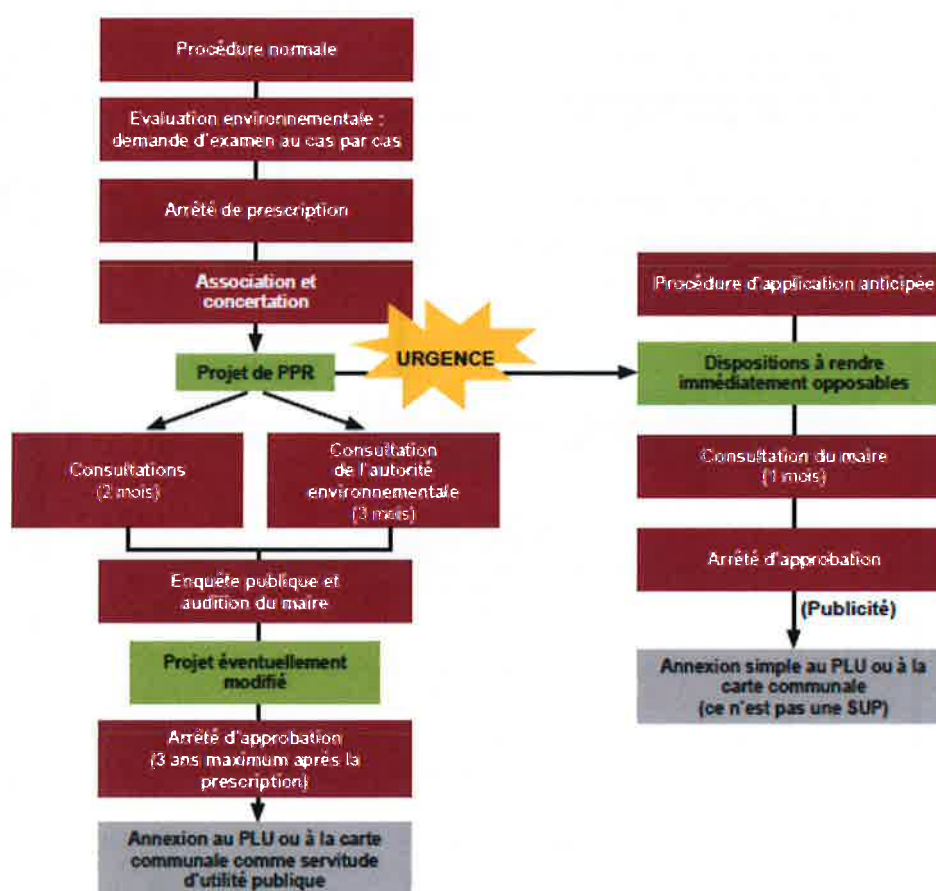 Procédure normale
Evaluation environnementale :
demande d'examen au cas par cas
Arrêté de prescription
Association et
concertation
URGENCE
Projet de PPR
Consultations
(2 mois)
Consultation
de l'autorité
environnementale
(3 mois)
Enquête publique et
audition du maire
Projet éventuellement
modifié
Arrêté d'approbation
(3 ans maximum après la
prescription)
Annexion au PLU ou à la carte
communale comme servitude
d'utilité publique
Procédure d'application anticipée
Dispositions à rendre
immédiatement opposables
Consultation du maire
(1 mois)
Arrêté d'approbation
(Publicité)
Annexion simple au PLU ou à la
carte communale
(ce n'est pas une SUP)